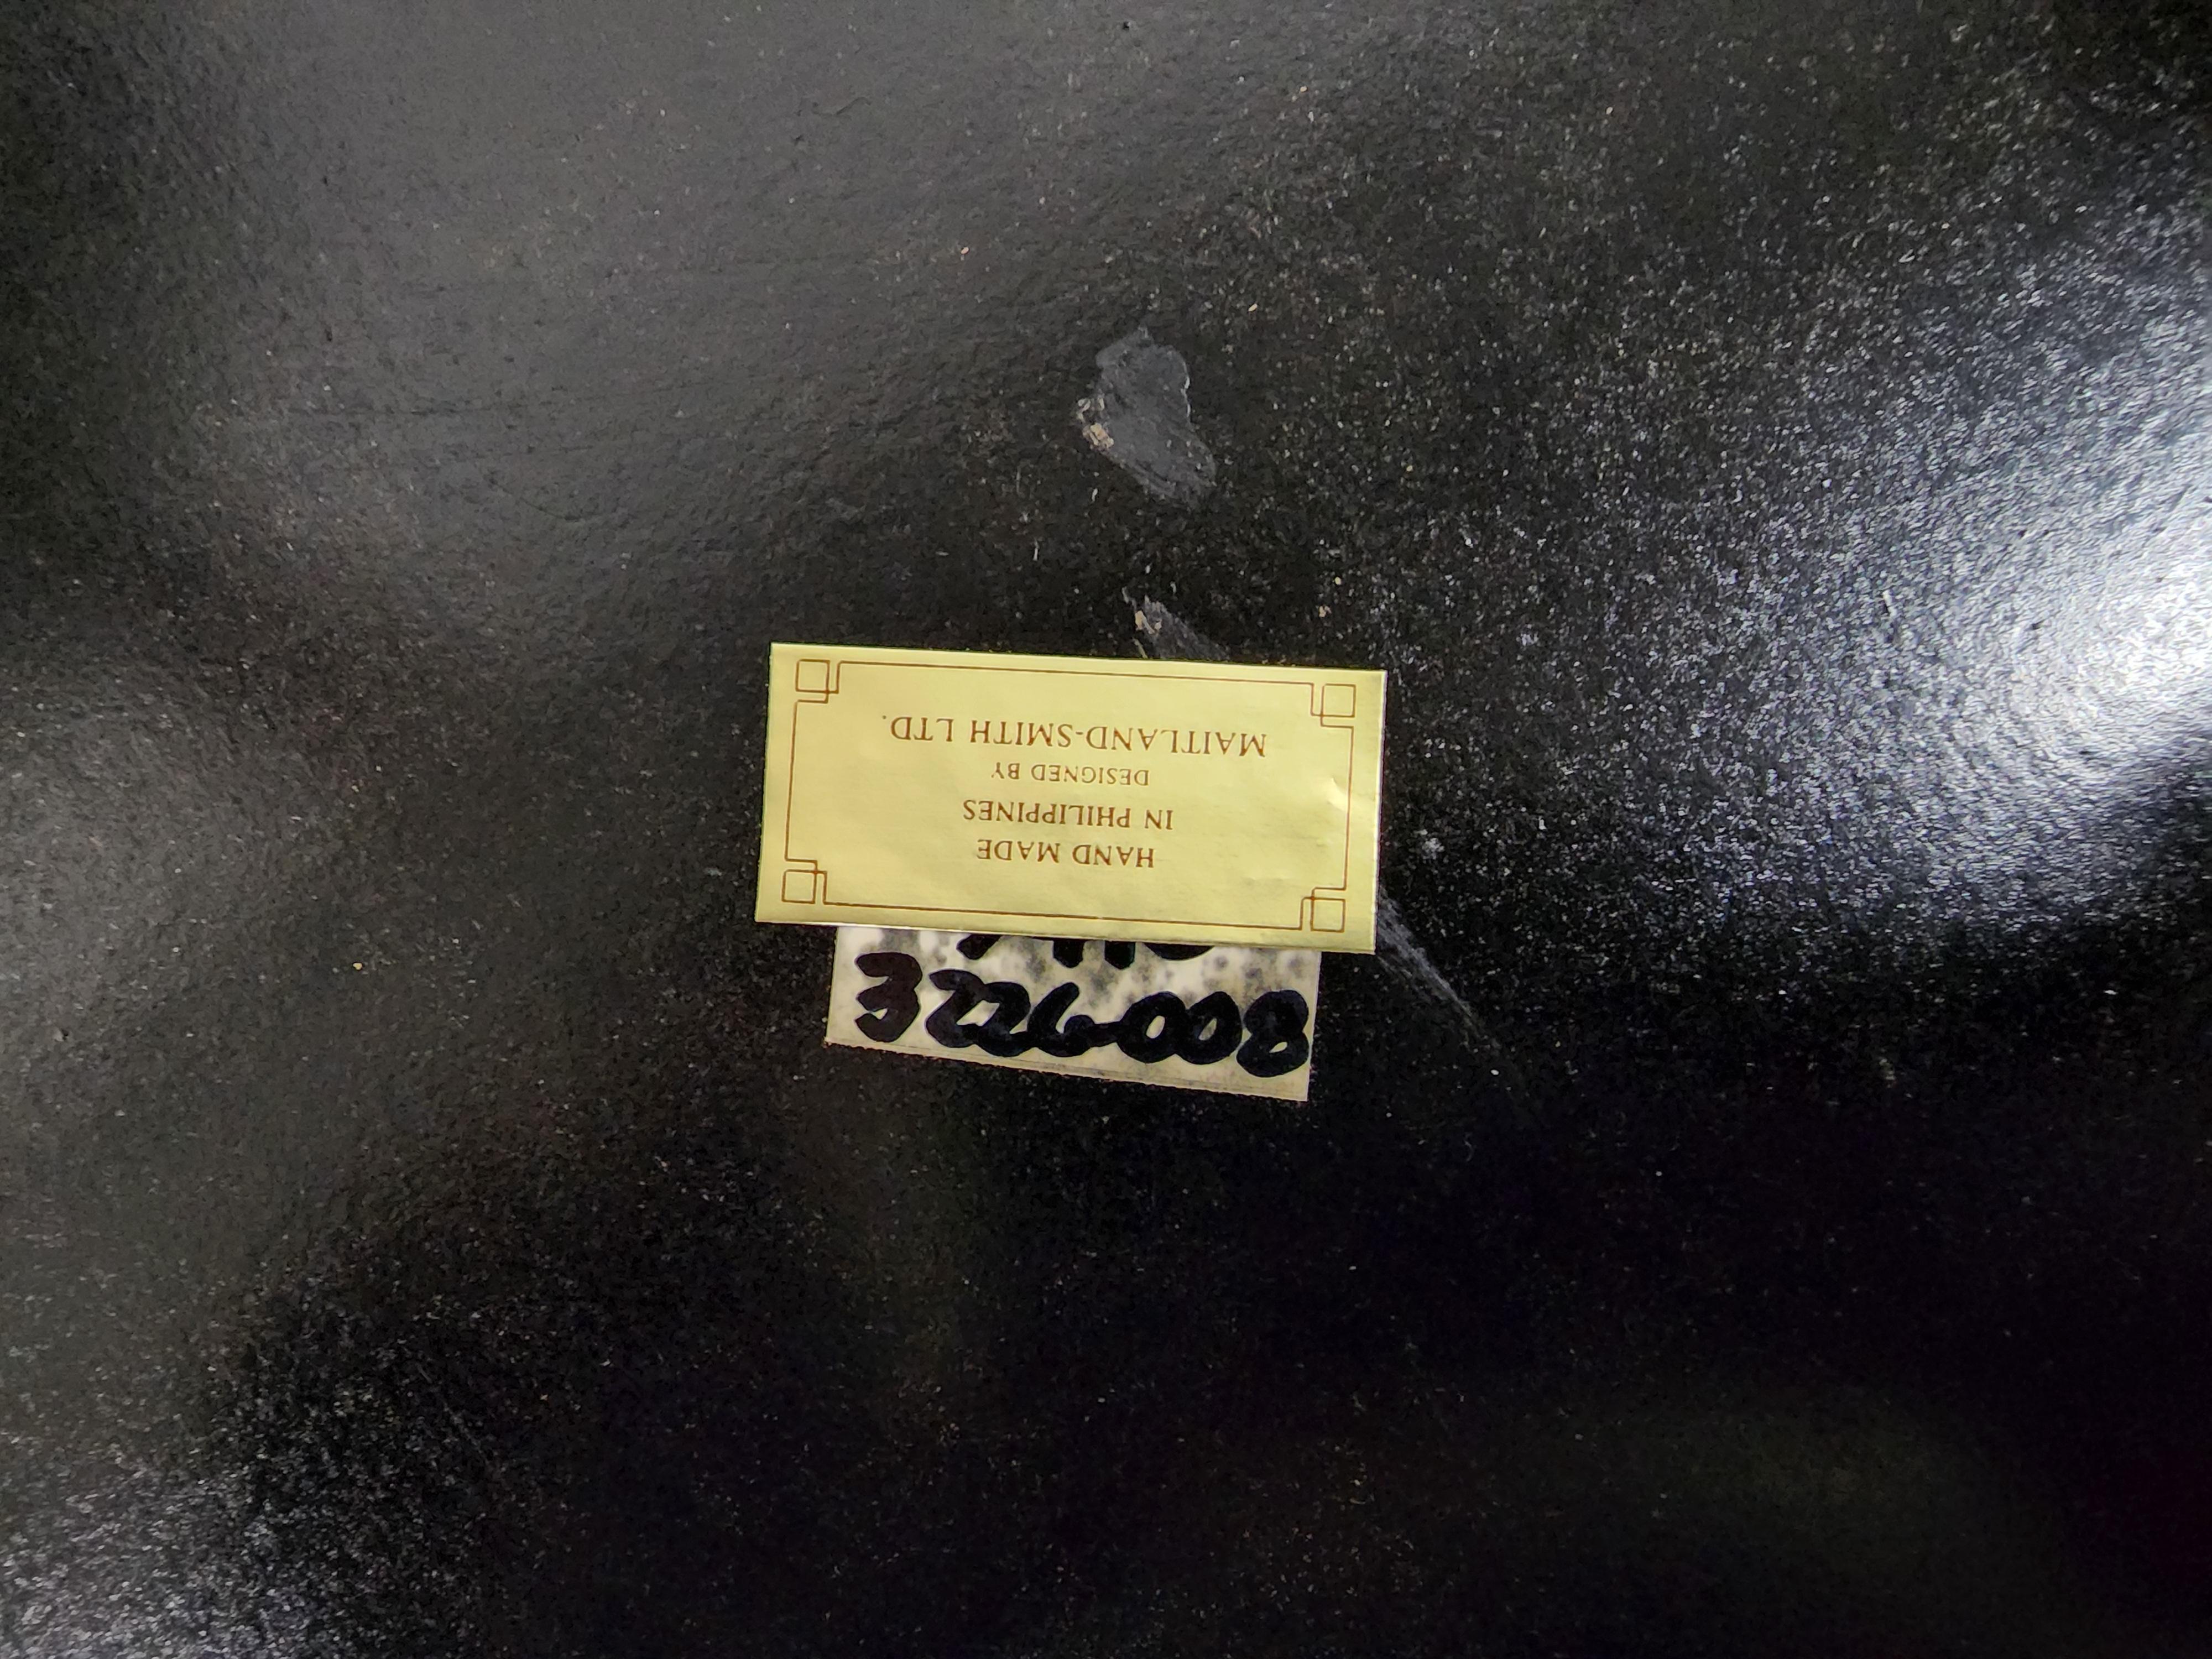 HAND MADE
IN PHILIPPINES
DESIGNED BY
MAITLAND-SMITH LTD.
3226-008